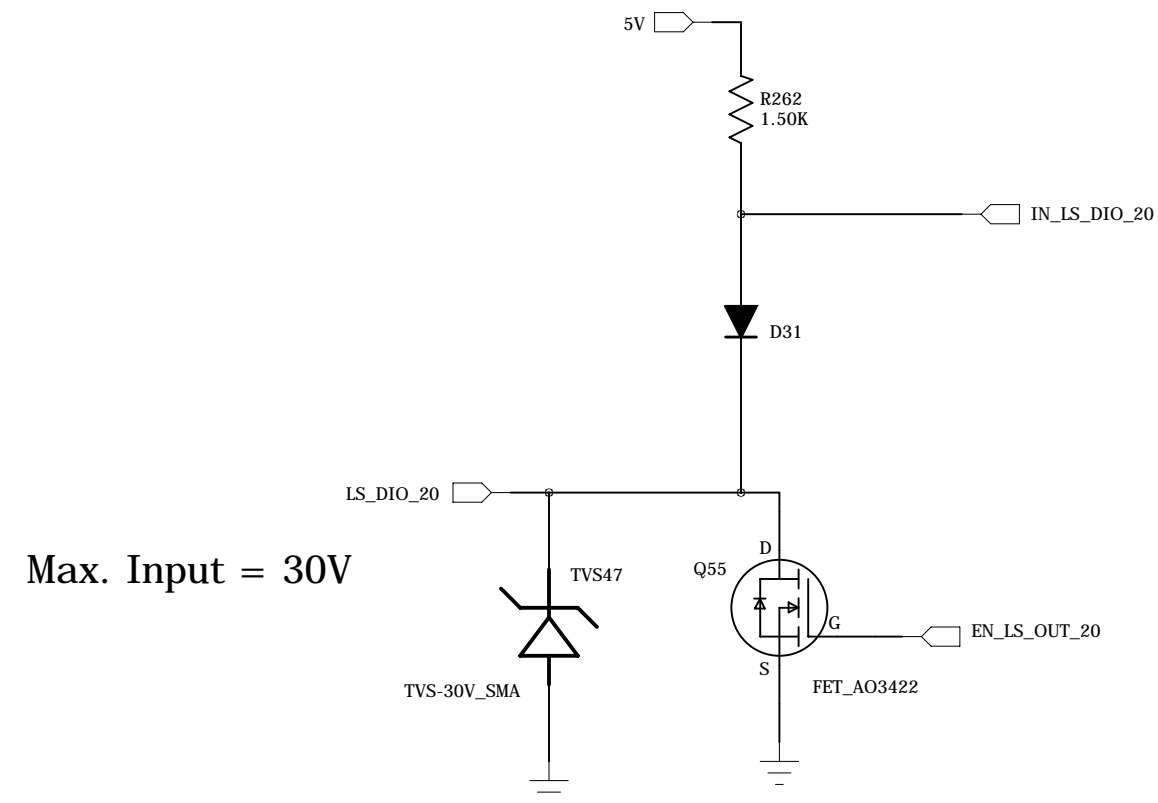 5V
R262
1.50K
IN_LS_DIO_20
D31
LS_DIO_20
Max. Input = 30V
TVS47
TVS-30V_SMA
Q55
D
G
S
EN_LS_OUT_20
FET_AO3422